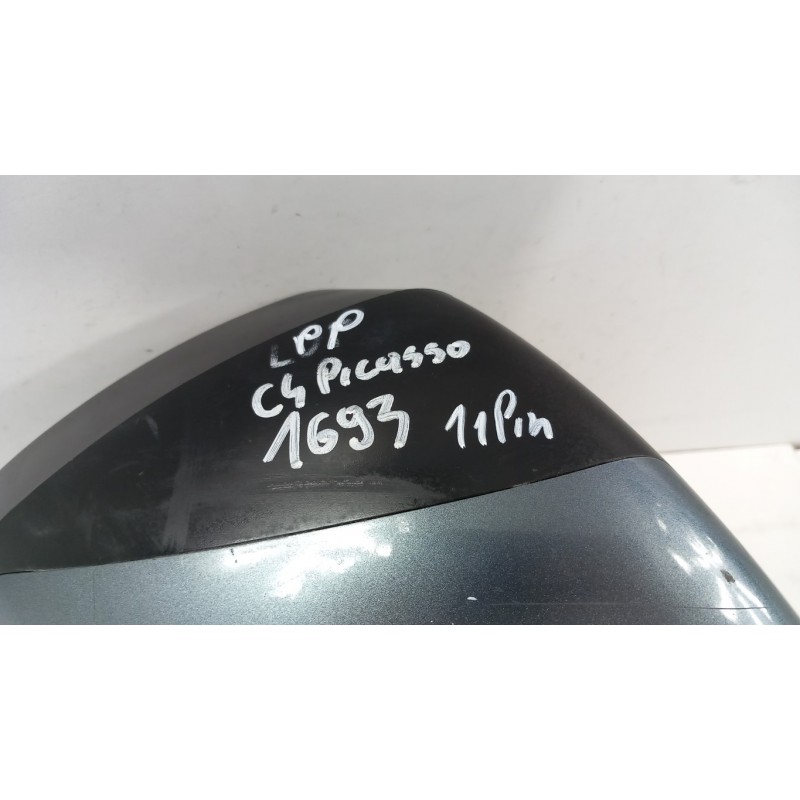 LPP
C4 Picasso
1693 11Pin